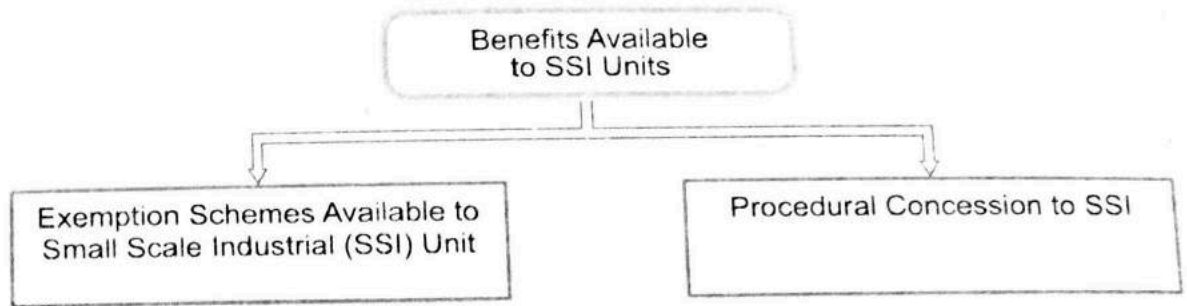 Benefits Available
to SSI Units
Exemption Schemes Available to
Small Scale Industrial (SSI) Unit
Procedural Concession to SSI